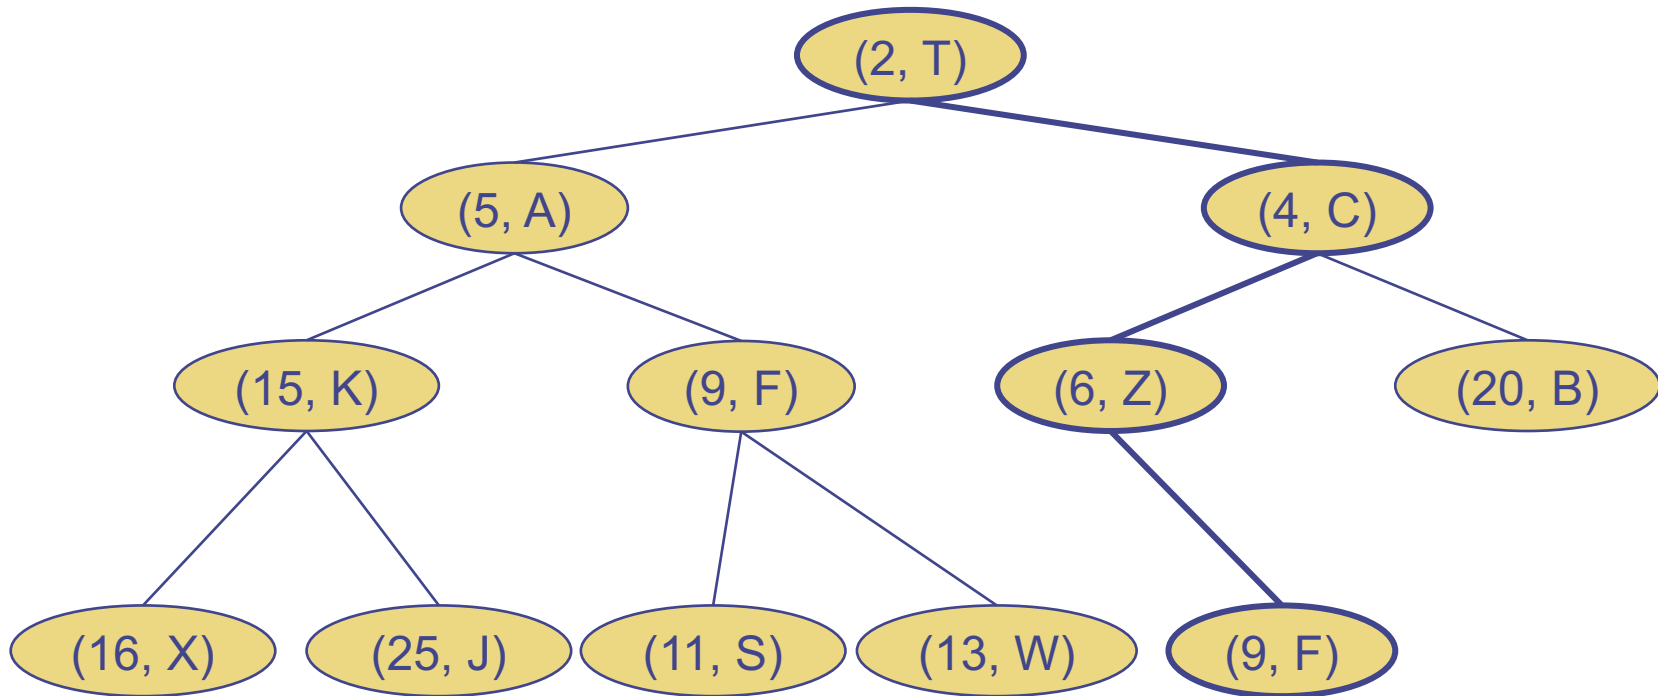 (2, T)
(5, A)
(4, C)
(15, K)
(9, F)
(6, Z)
(20, B)
(16, X)
(25, J)
(11, S)
(13, W)
(9, F)